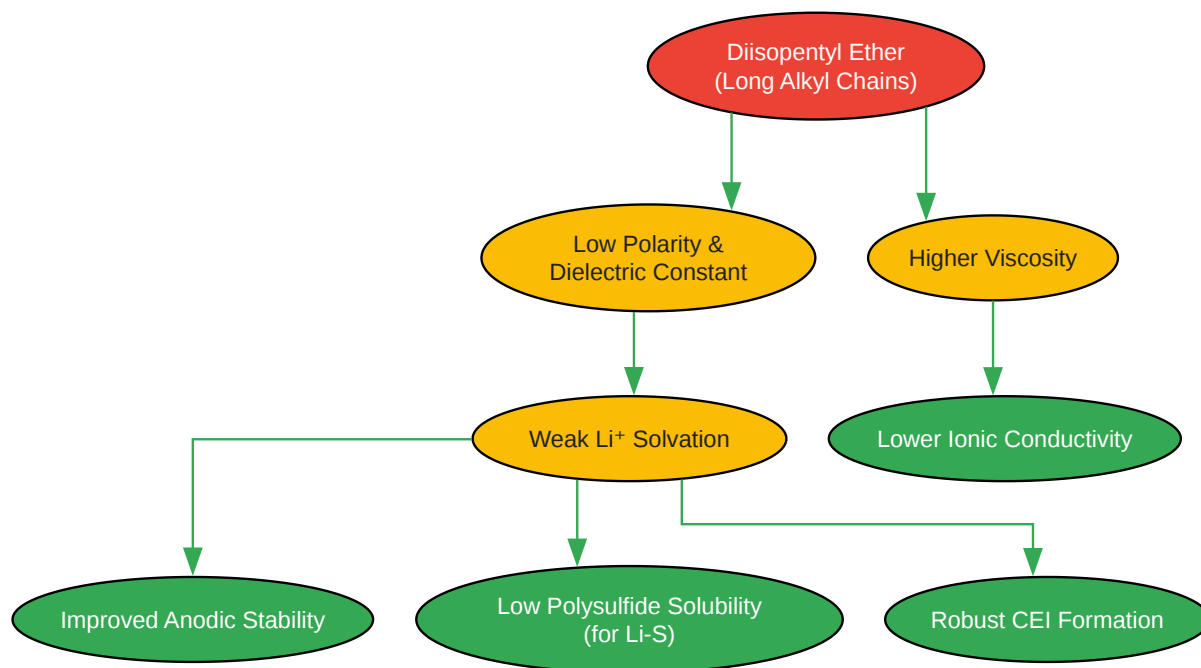 Diisopentyl Ether
(Long Alkyl Chains)
Low Polarity &
Dielectric Constant
Higher Viscosity
Weak Li⁺ Solvation
Lower Ionic Conductivity
Improved Anodic Stability
Low Polysulfide Solubility
(for Li-S)
Robust CEI Formation